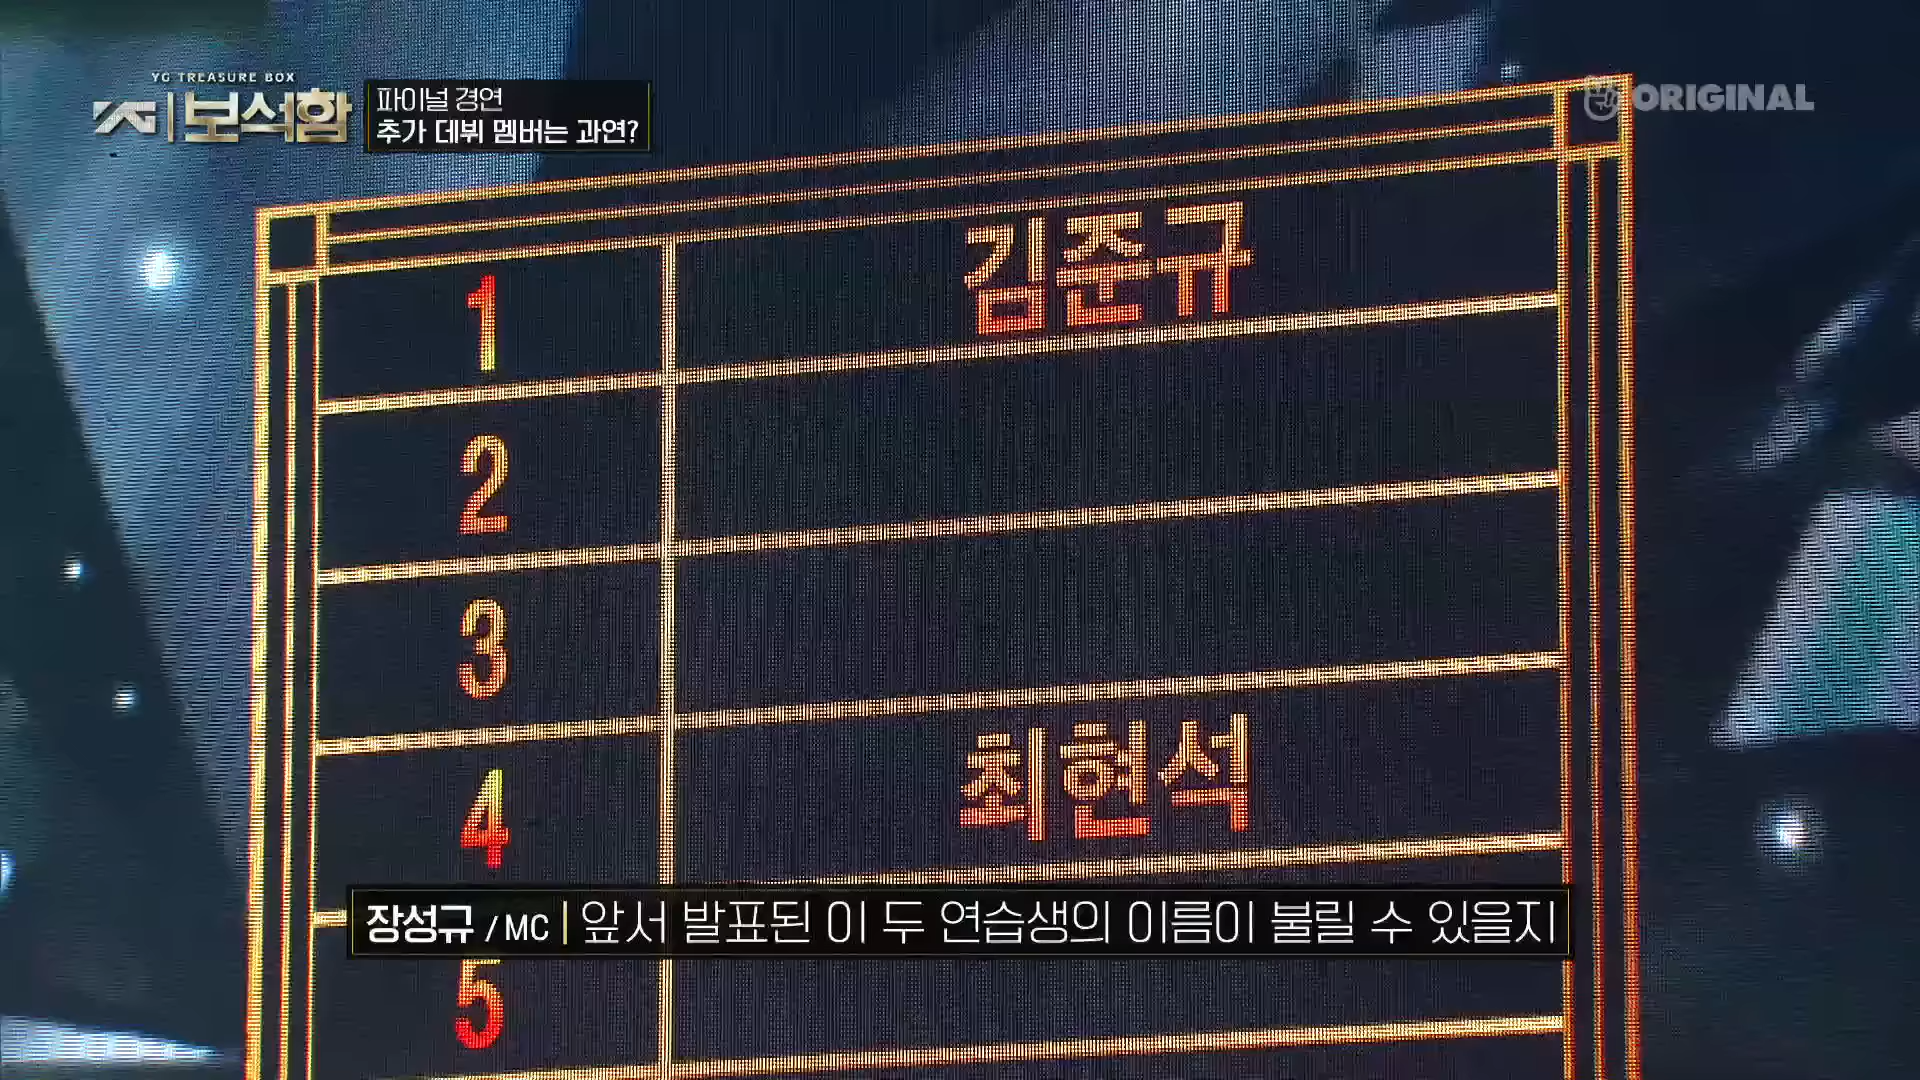 YG TREASURE BOX
YG 보석함
파이널 경연
추가 데뷔 멤버는 과연?
ORIGINAL
1 김준규
2
3
4 최현석
장성규 / MC 앞서 발표된 이 두 연습생의 이름이 불릴 수 있을지
5